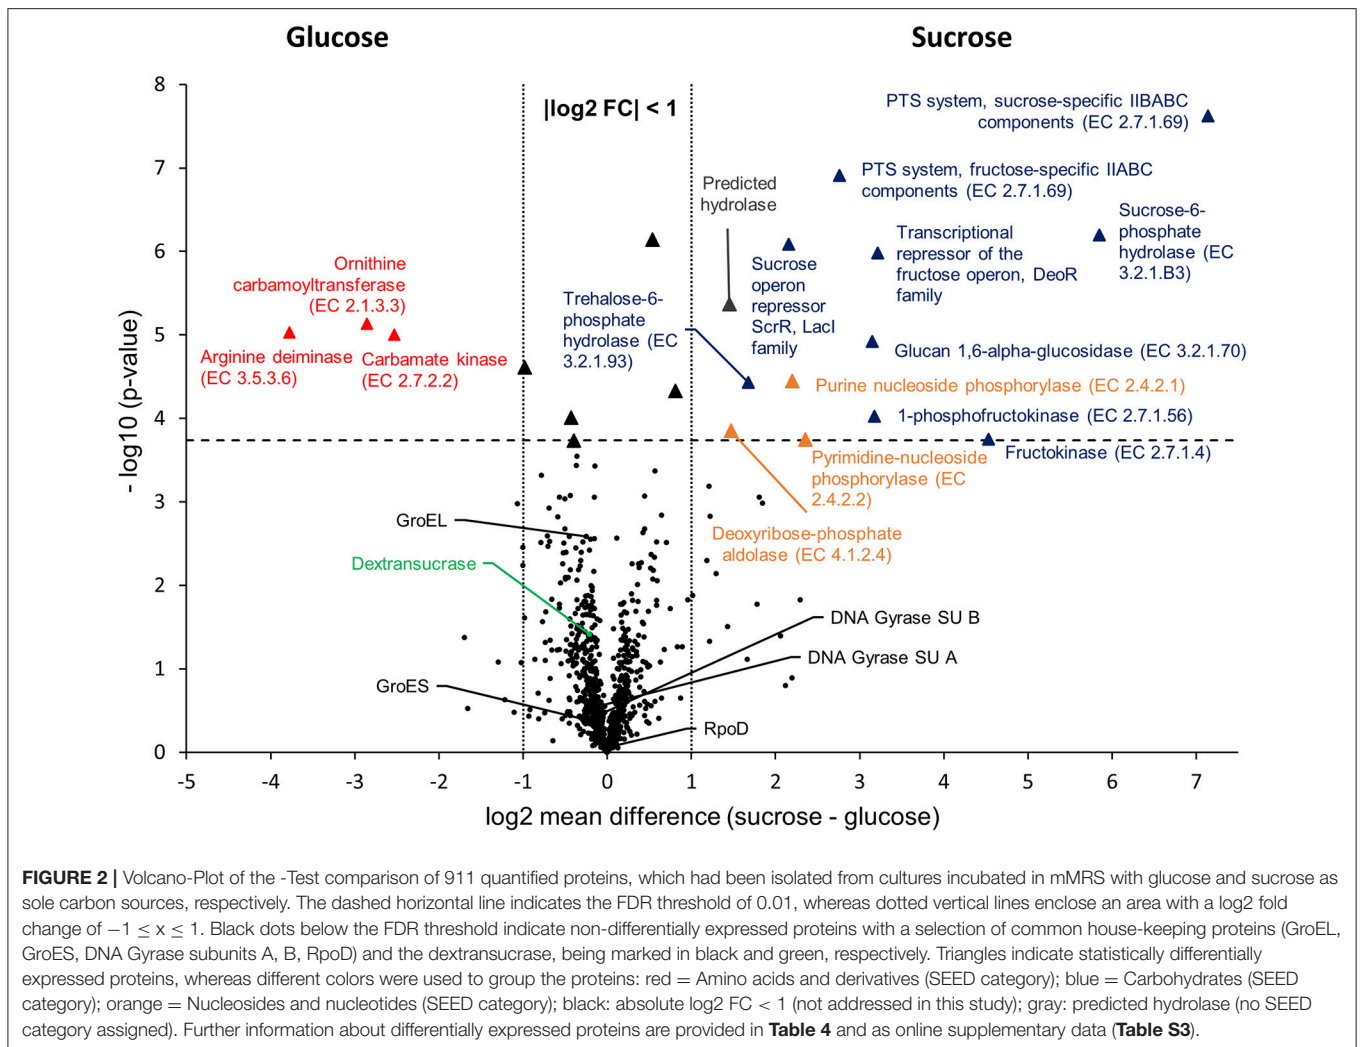 Glucose
Sucrose
|log2 FC| < 1
PTS system, sucrose-specific IIBABC
components (EC 2.7.1.69)
PTS system, fructose-specific IIABC
components (EC 2.7.1.69)
Predicted
hydrolase
Sucrose-6-
phosphate
hydrolase (EC
3.2.1.B3)
Transcriptional
repressor of the
fructose operon, DeoR
family
Sucrose
operon
repressor
ScrR, LacI
family
Ornithine
carbamoyltransferase
(EC 2.1.3.3)
Trehalose-6-
phosphate
hydrolase (EC
3.2.1.93)
Arginine deiminase
(EC 3.5.3.6)
Carbamate kinase
(EC 2.7.2.2)
Glucan 1,6-alpha-glucosidase (EC 3.2.1.70)
Purine nucleoside phosphorylase (EC 2.4.2.1)
1-phosphofructokinase (EC 2.7.1.56)
Fructokinase (EC 2.7.1.4)
Pyrimidine-nucleoside
phosphorylase (EC
2.4.2.2)
Deoxyribose-phosphate
aldolase (EC 4.1.2.4)
GroEL
Dextransucrase
DNA Gyrase SU B
DNA Gyrase SU A
GroES
RpoD
8
7
6
5
4
3
2
1
0
- log10 (p-value)
-5 -4 -3 -2 -1 0 1 2 3 4 5 6 7
log2 mean difference (sucrose - glucose)
FIGURE 2 | Volcano-Plot of the -Test comparison of 911 quantified proteins, which had been isolated from cultures incubated in mMRS with glucose and sucrose as
sole carbon sources, respectively. The dashed horizontal line indicates the FDR threshold of 0.01, whereas dotted vertical lines enclose an area with a log2 fold
change of −1 ≤ x ≤ 1. Black dots below the FDR threshold indicate non-differentially expressed proteins with a selection of common house-keeping proteins (GroEL,
GroES, DNA Gyrase subunits A, B, RpoD) and the dextransucrase, being marked in black and green, respectively. Triangles indicate statistically differentially
expressed proteins, whereas different colors were used to group the proteins: red = Amino acids and derivatives (SEED category); blue = Carbohydrates (SEED
category); orange = Nucleosides and nucleotides (SEED category); black: absolute log2 FC < 1 (not addressed in this study); gray: predicted hydrolase (no SEED
category assigned). Further information about differentially expressed proteins are provided in Table 4 and as online supplementary data (Table S3).